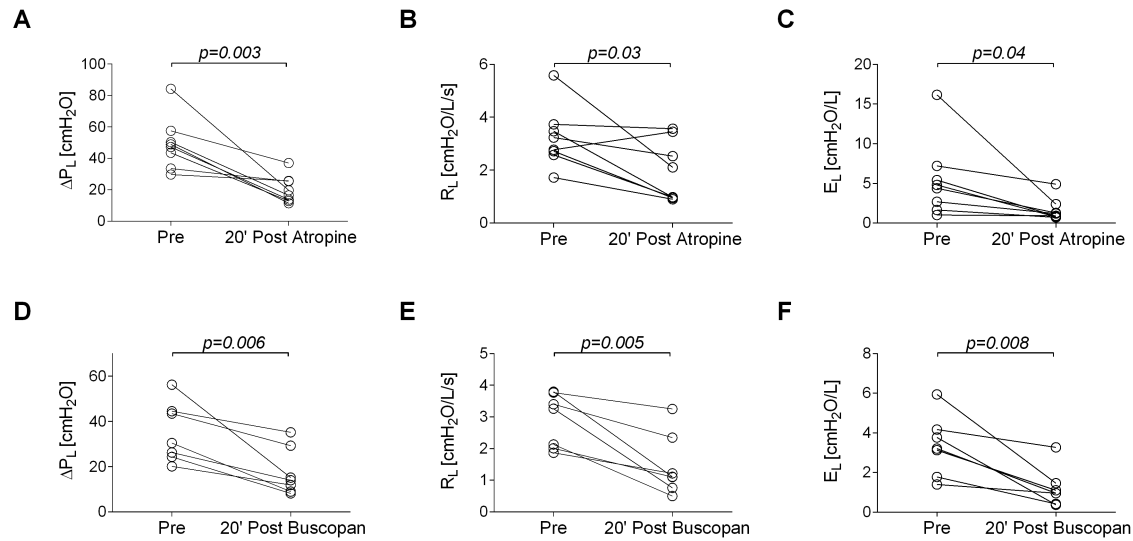 A
p=0.003
100
80
60
40
20
0
ΔPL [cmH2O]
Pre
20' Post Atropine
B
p=0.03
6
4
2
0
RL [cmH2O/L/s]
Pre
20' Post Atropine
C
p=0.04
20
15
10
5
0
EL [cmH2O/L]
Pre
20' Post Atropine
D
p=0.006
60
40
20
0
ΔPL [cmH2O]
Pre
20' Post Buscopan
E
p=0.005
5
4
3
2
1
0
RL [cmH2O/L/s]
Pre
20' Post Buscopan
F
p=0.008
8
6
4
2
0
EL [cmH2O/L]
Pre
20' Post Buscopan